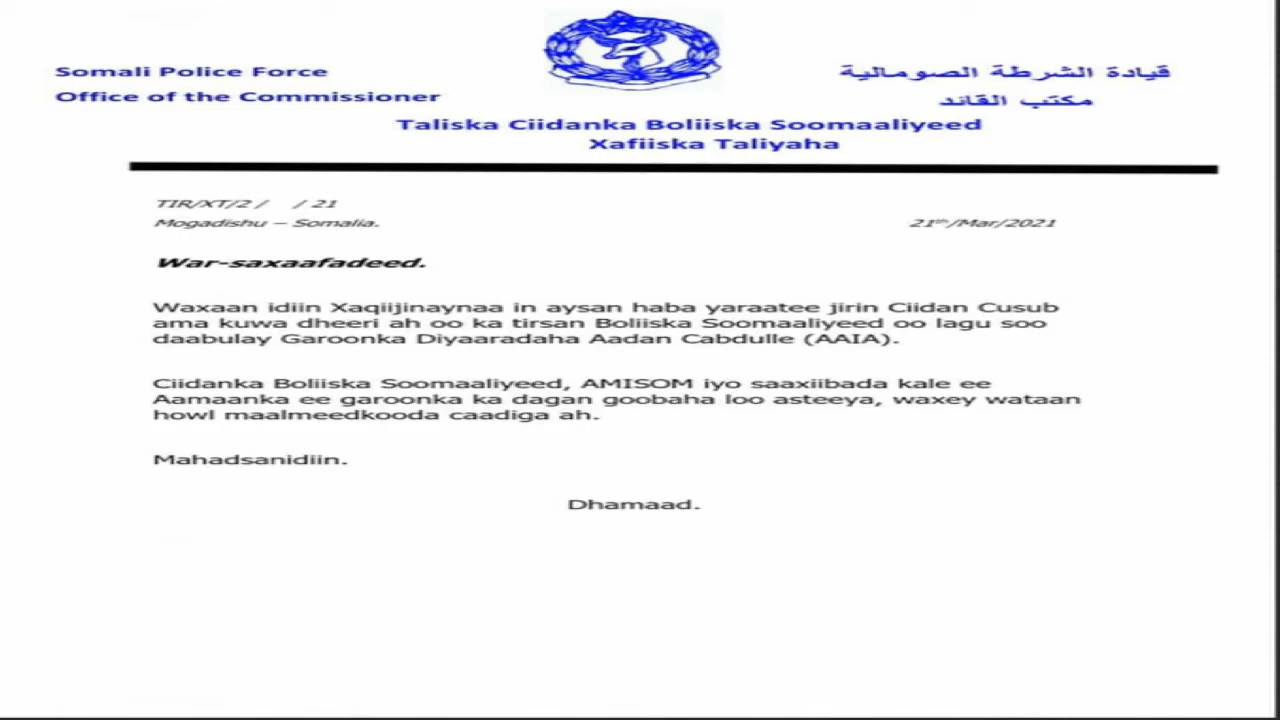 Somali Police Force
Office of the Commissioner
قيادة الشرطة الصومالية
مكتب القائد
Taliska Ciidanka Boliiska Soomaaliyeed
Xafiiska Taliyaha
TIR/XT/2 / / 21
Mogadishu – Somalia.
21th/Mar/2021
War-saxaafadeed.
Waxaan idiin Xaqiijinaynaa in aysan haba yaraatee jirin Ciidan Cusub
ama kuwa dheeri ah oo ka tirsan Boliiska Soomaaliyeed oo lagu soo
daabulay Garoonka Diyaaradaha Aadan Cabdulle (AAIA).
Ciidanka Boliiska Soomaaliyeed, AMISOM iyo saaxiibada kale ee
Aamaanka ee garoonka ka dagan goobaha loo asteeya, waxey wataan
howl maalmeedkooda caadiga ah.
Mahadsanidiin.
Dhamaad.